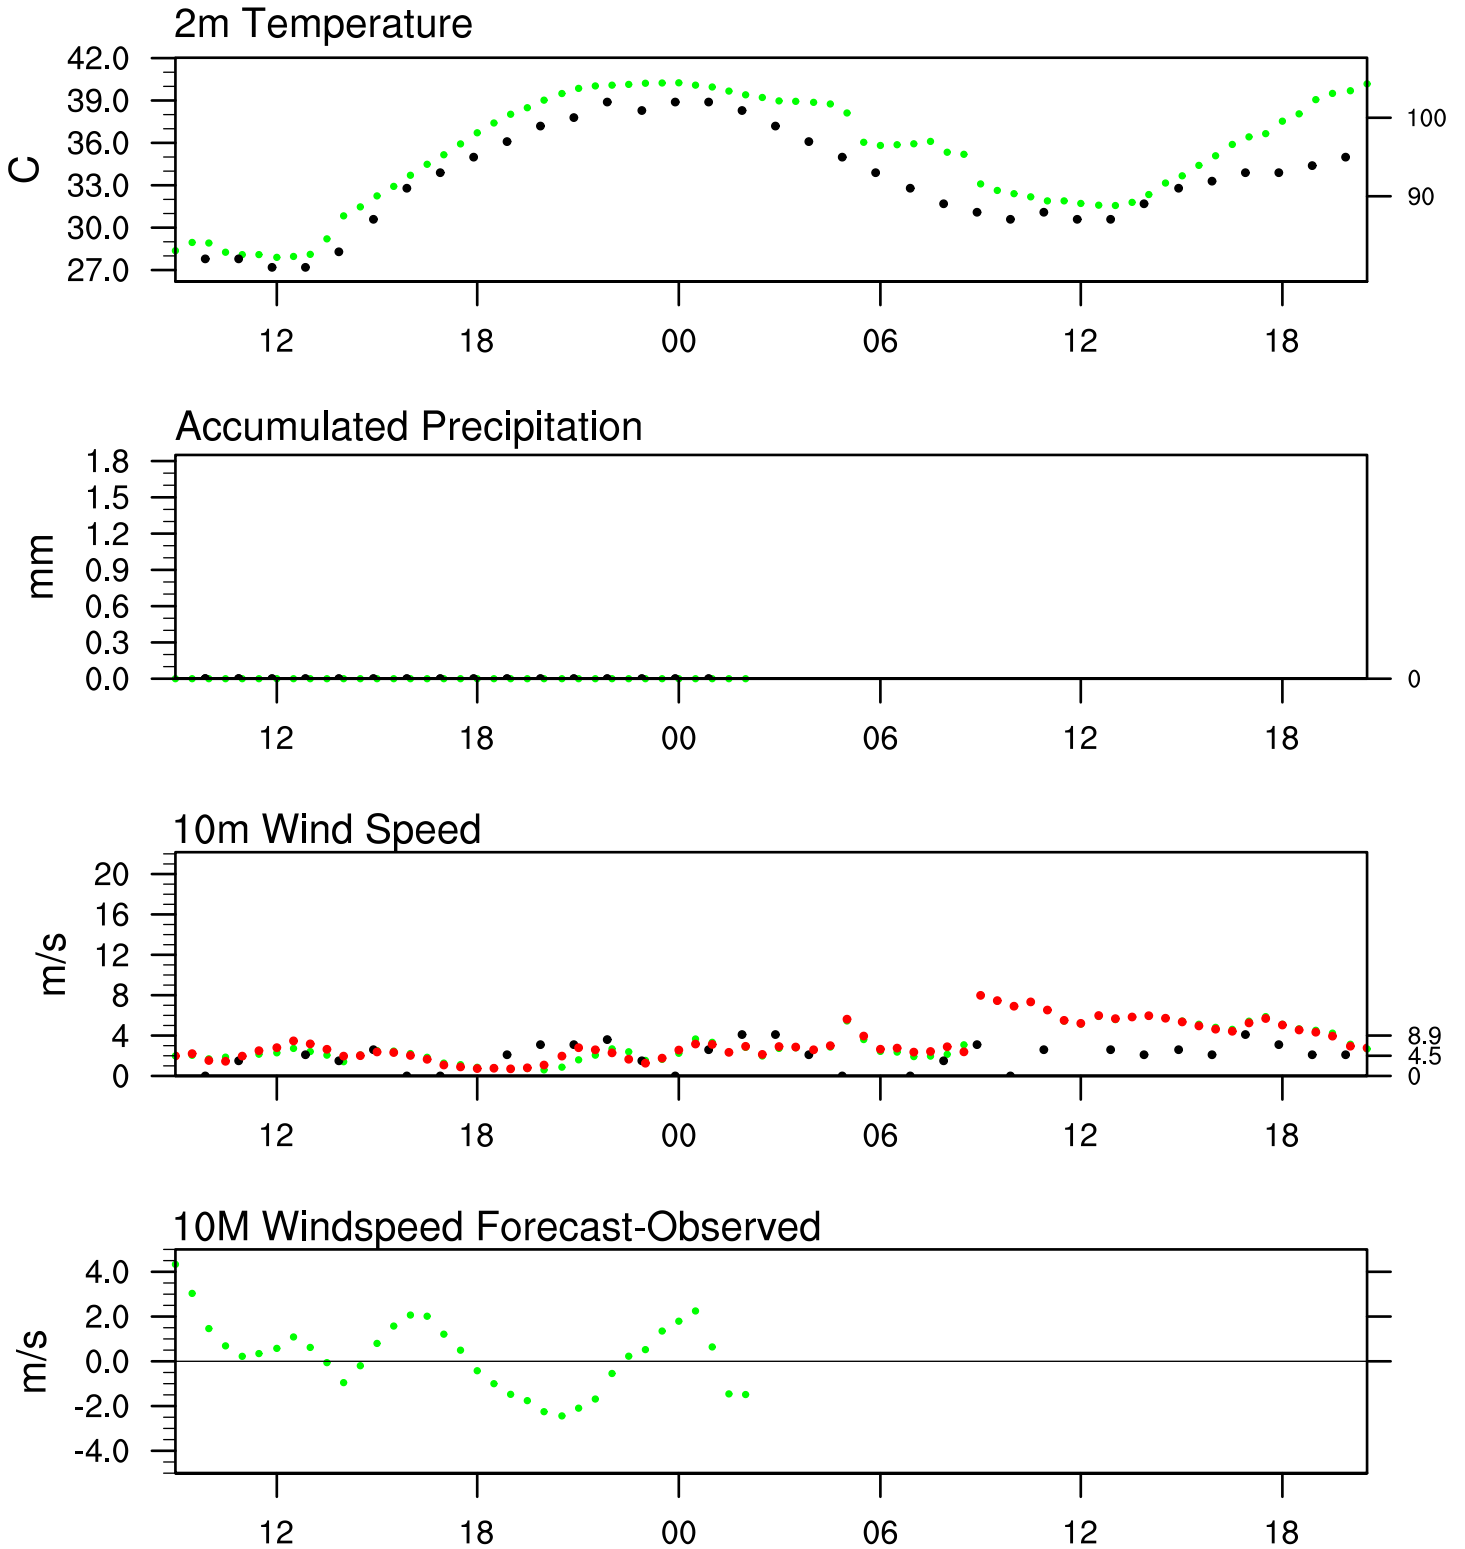 2m Temperature
42.0
39.0
36.0
33.0
30.0
27.0
C
100
90
12 18 00 06 12 18
Accumulated Precipitation
1.8
1.5
1.2
0.9
0.6
0.3
0.0
mm
0
12 18 00 06 12 18
10m Wind Speed
20
16
12
8
4
0
m/s
8.9
4.5
0
12 18 00 06 12 18
10M Windspeed Forecast-Observed
4.0
2.0
0.0
-2.0
-4.0
m/s
12 18 00 06 12 18